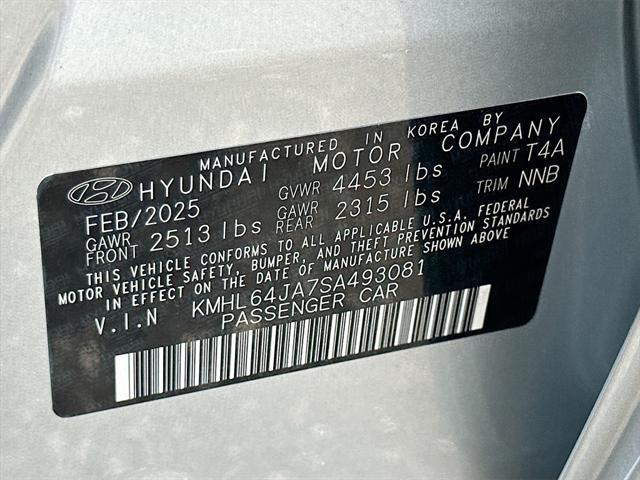 MANUFACTURED IN KOREA BY
HYUNDAI MOTOR COMPANY
FEB/2025 GVWR 4453 lbs PAINT T4A
GAWR FRONT 2513 lbs GAWR REAR 2315 lbs TRIM NNB
THIS VEHICLE CONFORMS TO ALL APPLICABLE U.S.A. FEDERAL
MOTOR VEHICLE SAFETY, BUMPER, AND THEFT PREVENTION STANDARDS
IN EFFECT ON THE DATE OF MANUFACTURE SHOWN ABOVE
V.I.N KMHL64JA7SA493081
PASSENGER CAR